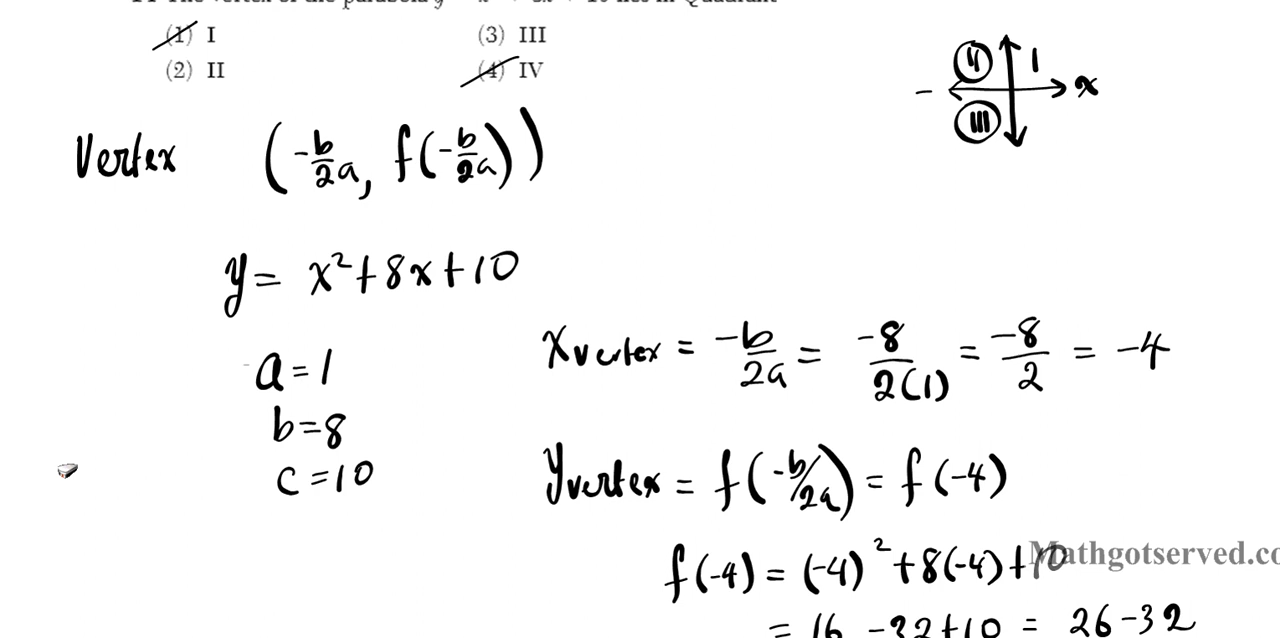 (1) I (3) III
(2) II (4) IV
II 1
- x
III
Vertex (-b/2a, f(-b/2a))
y = x²+8x+10
Xvertex = -b/2a = -8/2(1) = -8/2 = -4
a=1
b=8
c=10
Yvertex = f(-b/2a) = f(-4)
f(-4) = (-4)²+8(-4)+10
Mathgotserved.co
= 16-32+10 = 26-32